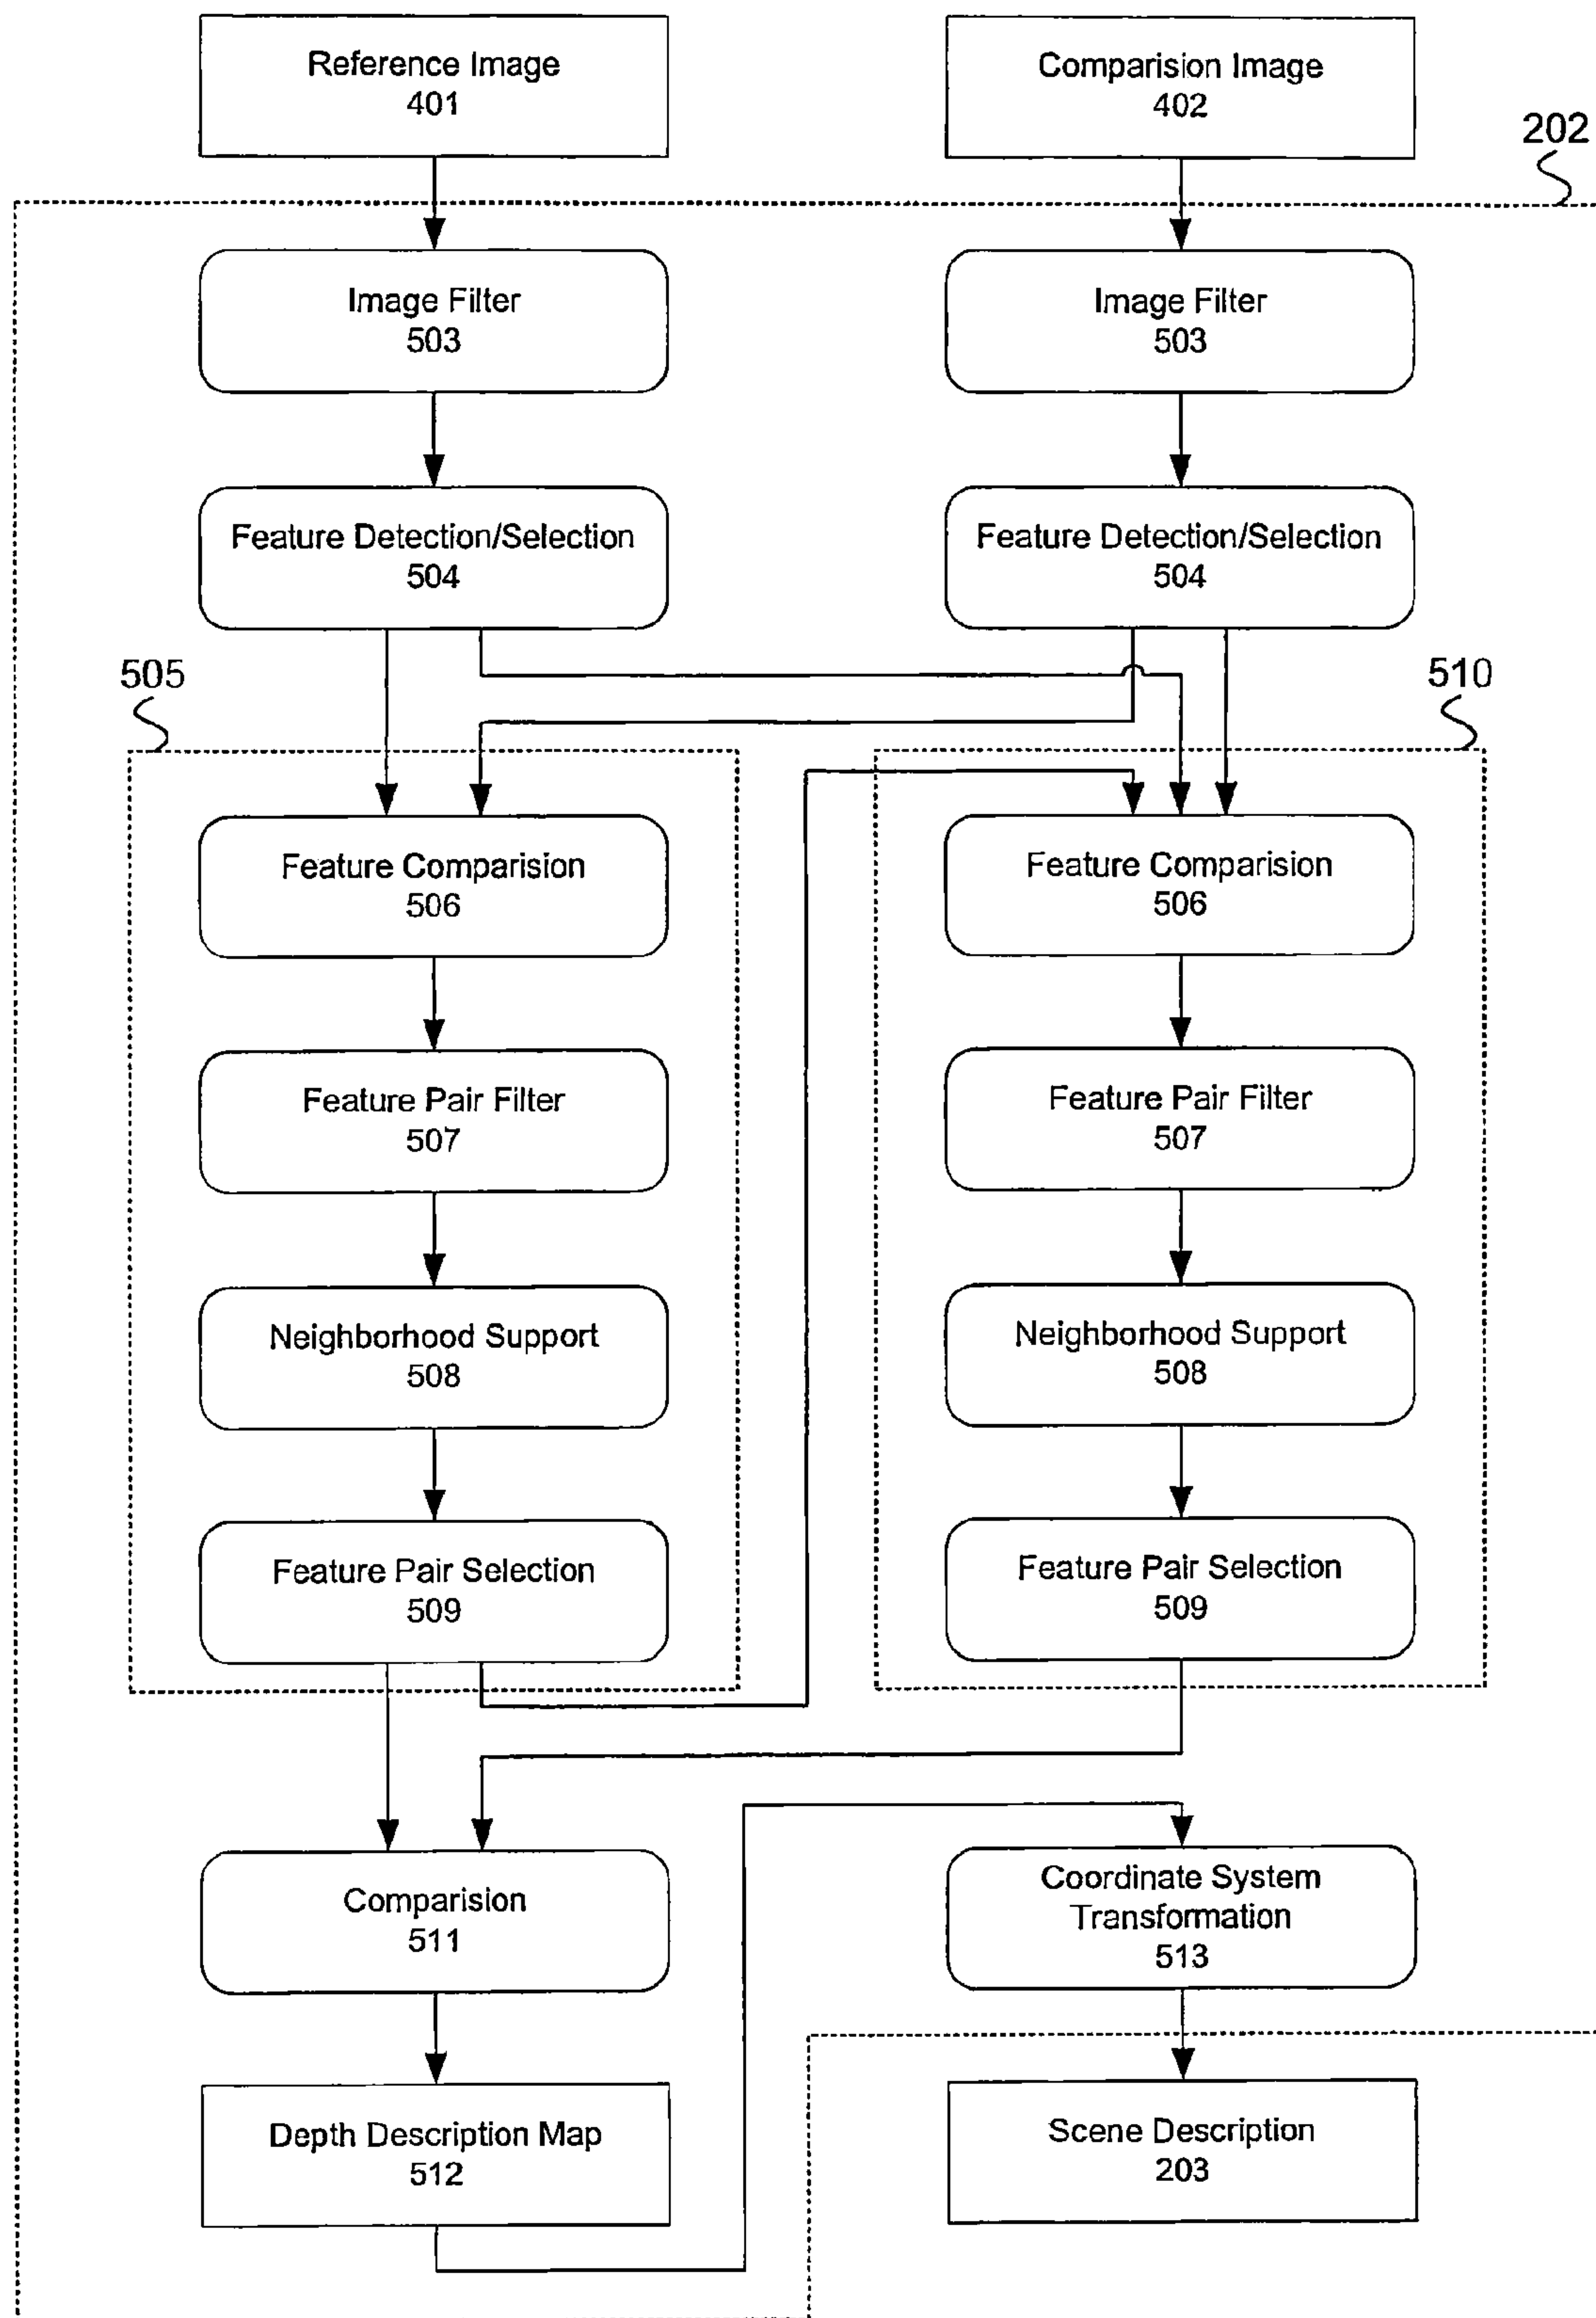 Reference Image
401
Comparision Image
402
202
Image Filter
503
Image Filter
503
Feature Detection/Selection
504
Feature Detection/Selection
504
505
510
Feature Comparision
506
Feature Comparision
506
Feature Pair Filter
507
Feature Pair Filter
507
Neighborhood Support
508
Neighborhood Support
508
Feature Pair Selection
509
Feature Pair Selection
509
Comparision
511
Coordinate System
Transformation
513
Depth Description Map
512
Scene Description
203